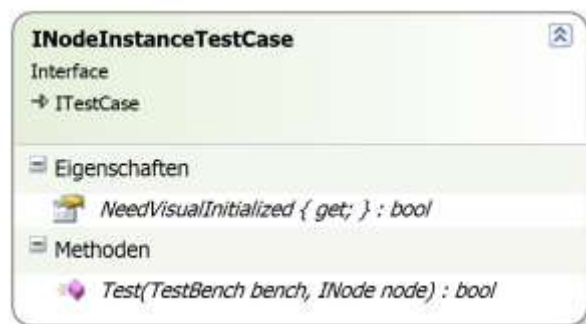 INodeInstanceTestCase
Interface
ITestCase
Eigenschaften
NeedVisualInitialized { get; } : bool
Methoden
Test(TestBench bench, INode node) : bool